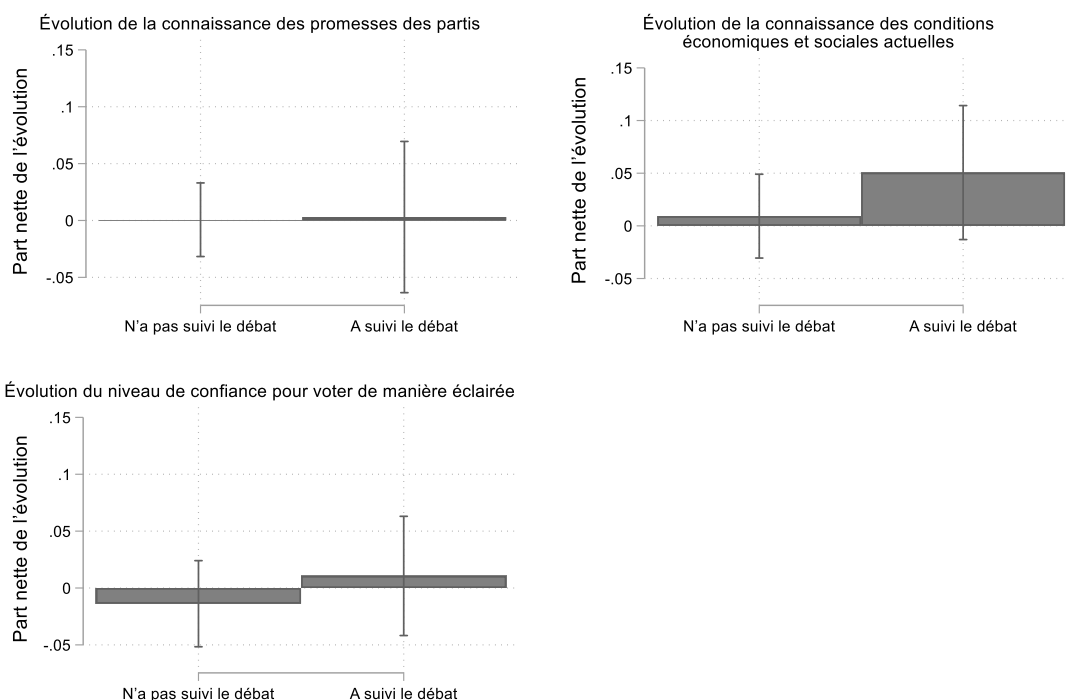 Évolution de la connaissance des promesses des partis
Part nette de l’évolution
.15
.1
.05
0
-.05
N’a pas suivi le débat
A suivi le débat
Évolution de la connaissance des conditions
économiques et sociales actuelles
Part nette de l’évolution
.15
.1
.05
0
-.05
N’a pas suivi le débat
A suivi le débat
Évolution du niveau de confiance pour voter de manière éclairée
Part nette de l’évolution
.15
.1
.05
0
-.05
N’a pas suivi le débat
A suivi le débat